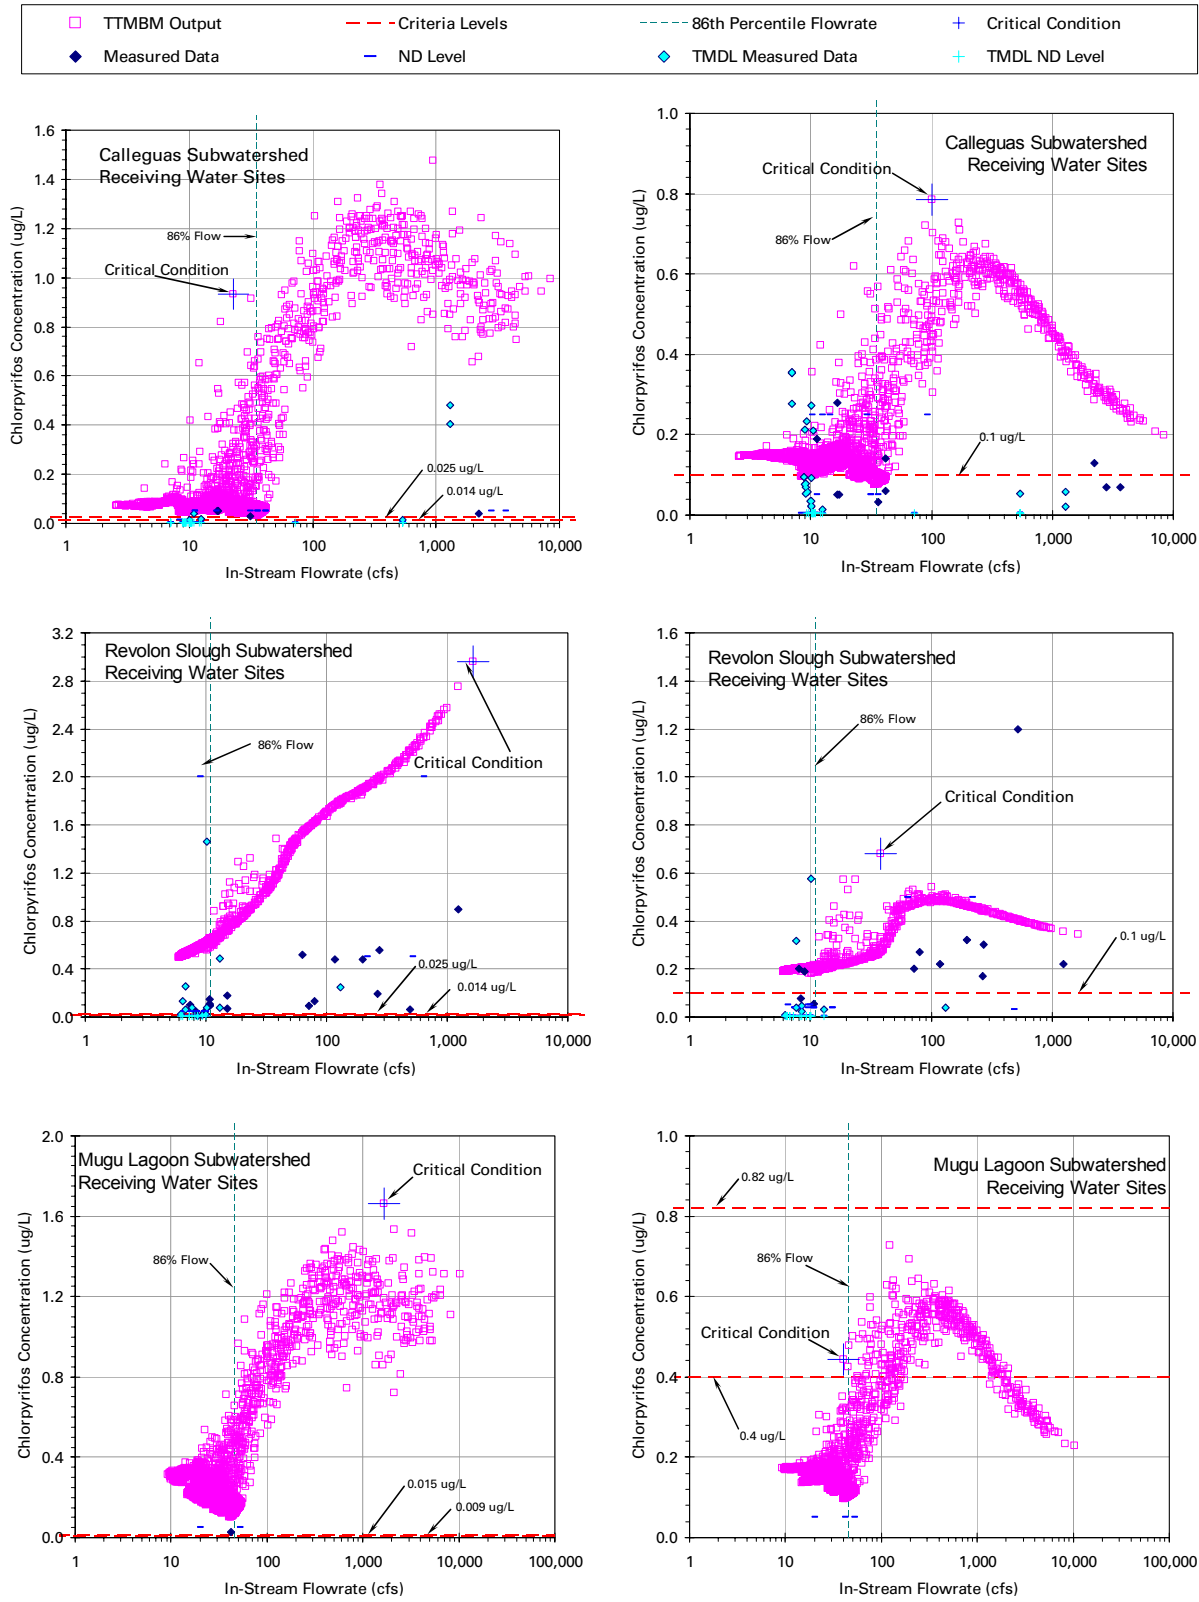 TTMBM Output
Criteria Levels
86th Percentile Flowrate
Critical Condition
Measured Data
ND Level
TMDL Measured Data
TMDL ND Level
Calleguas Subwatershed
Receiving Water Sites
86% Flow
Critical Condition
0.025 ug/L
0.014 ug/L
Chlorpyrifos Concentration (ug/L)
1.6
1.4
1.2
1.0
0.8
0.6
0.4
0.2
0.0
1
10
100
1,000
10,000
In-Stream Flowrate (cfs)
Calleguas Subwatershed
Receiving Water Sites
Critical Condition
86% Flow
0.1 ug/L
Chlorpyrifos Concentration (ug/L)
1.0
0.8
0.6
0.4
0.2
0.0
1
10
100
1,000
10,000
In-Stream Flowrate (cfs)
Revolon Slough Subwatershed
Receiving Water Sites
86% Flow
Critical Condition
0.025 ug/L
0.014 ug/L
Chlorpyrifos Concentration (ug/L)
3.2
2.8
2.4
2.0
1.6
1.2
0.8
0.4
0.0
1
10
100
1,000
10,000
In-Stream Flowrate (cfs)
Revolon Slough Subwatershed
Receiving Water Sites
86% Flow
Critical Condition
0.1 ug/L
Chlorpyrifos Concentration (ug/L)
1.6
1.4
1.2
1.0
0.8
0.6
0.4
0.2
0.0
1
10
100
1,000
10,000
In-Stream Flowrate (cfs)
Mugu Lagoon Subwatershed
Receiving Water Sites
Critical Condition
86% Flow
0.015 ug/L
0.009 ug/L
Chlorpyrifos Concentration (ug/L)
2.0
1.6
1.2
0.8
0.4
0.0
1
10
100
1,000
10,000
100,000
In-Stream Flowrate (cfs)
Mugu Lagoon Subwatershed
Receiving Water Sites
0.82 ug/L
86% Flow
Critical Condition
0.4 ug/L
Chlorpyrifos Concentration (ug/L)
1.0
0.8
0.6
0.4
0.2
0.0
1
10
100
1,000
10,000
100,000
In-Stream Flowrate (cfs)